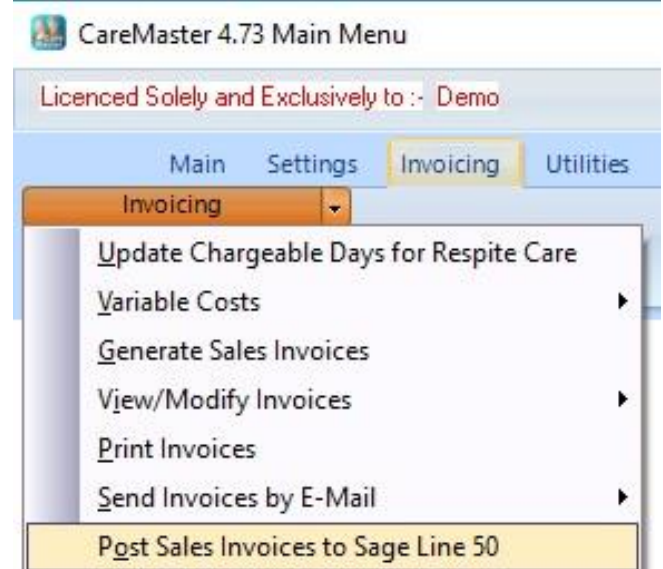 CareMaster 4.73 Main Menu
Licenced Solely and Exclusively to :- Demo
Main Settings Invoicing Utilities
Invoicing
Update Chargeable Days for Respite Care
Variable Costs
Generate Sales Invoices
View/Modify Invoices
Print Invoices
Send Invoices by E-Mail
Post Sales Invoices to Sage Line 50